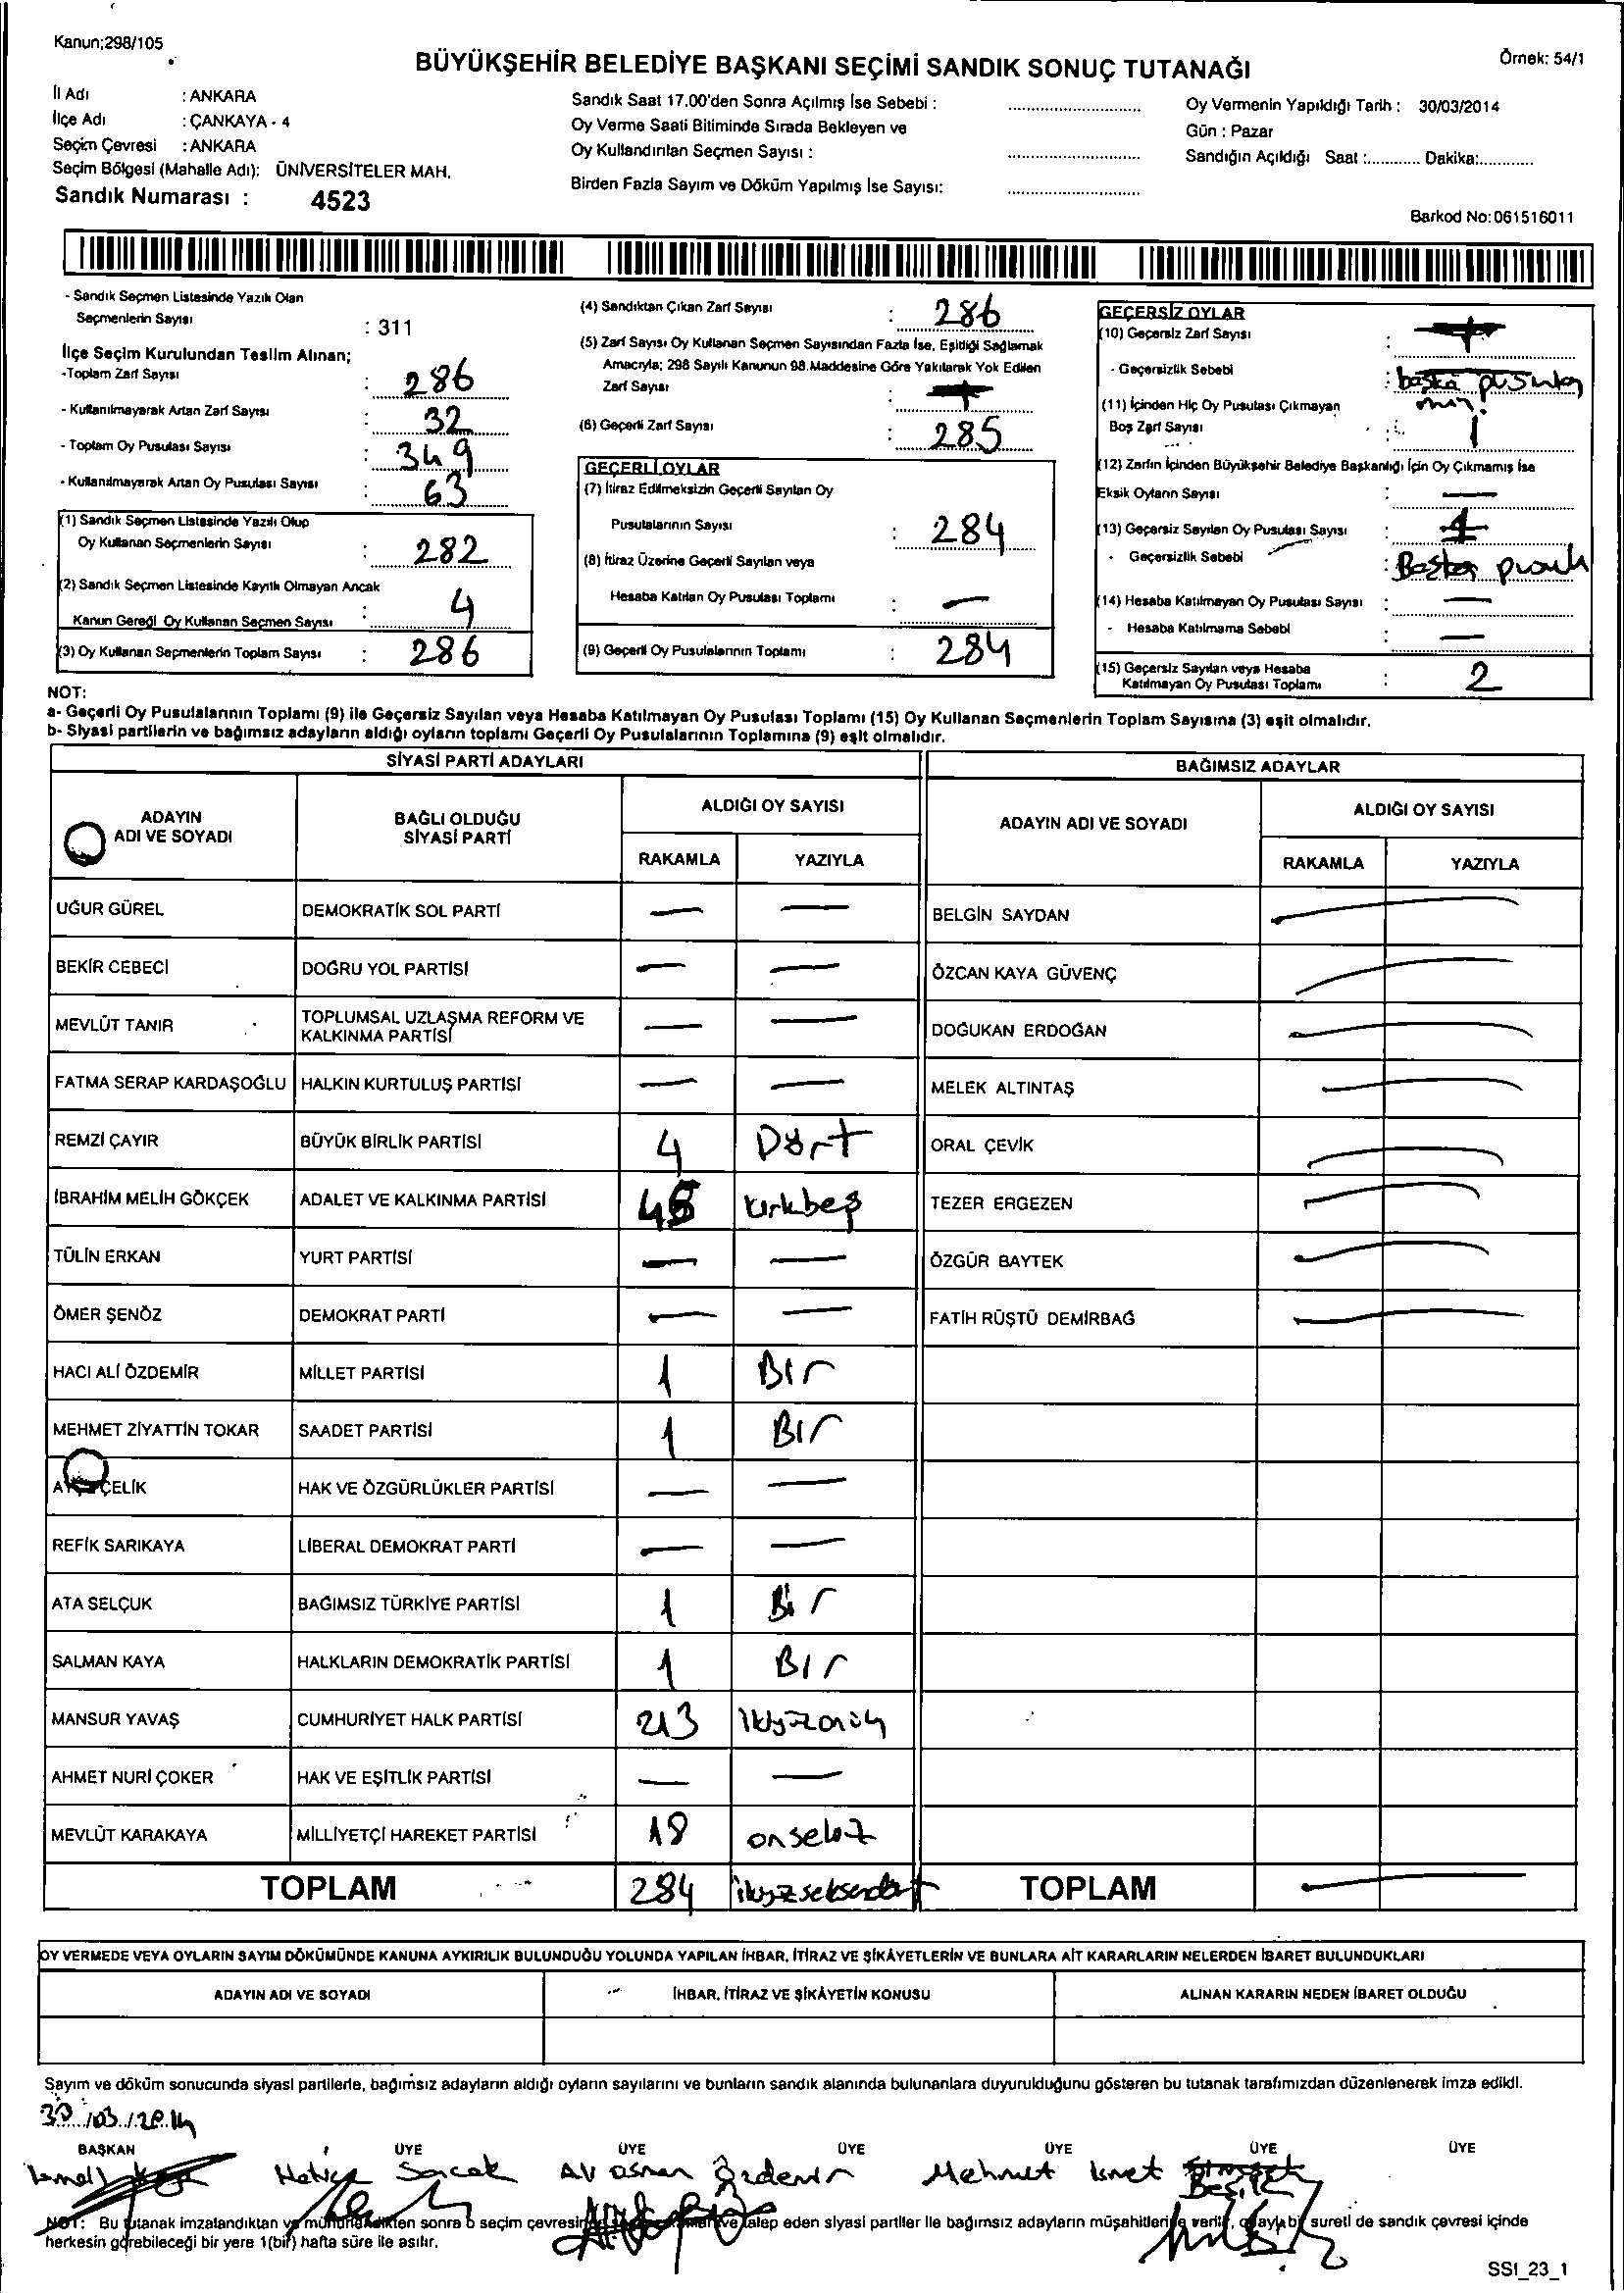 Kanun;298/105
Örnek: 54/1
BÜYÜKŞEHİR BELEDİYE BAŞKANI SEÇİMİ SANDIK SONUÇ TUTANAĞI
İl Adı : ANKARA
İlçe Adı : ÇANKAYA - 4
Seçim Çevresi : ANKARA
Seçim Bölgesi (Mahalle Adı): ÜNİVERSİTELER MAH.
Sandık Numarası : 4523
Sandık Saat 17.00'den Sonra Açılmış İse Sebebi :
Oy Verme Saati Bitiminde Sırada Bekleyen ve
Oy Kullandırılan Seçmen Sayısı :
Birden Fazla Sayım ve Döküm Yapılmış İse Sayısı:
Oy Vermenin Yapıldığı Tarih : 30/03/2014
Gün : Pazar
Sandığın Açıldığı Saat :............ Dakika:............
Barkod No:061516011
- Sandık Seçmen Listesinde Yazılı Olan
Seçmenlerin Sayısı : 311
İlçe Seçim Kurulundan Teslim Alınan;
-Toplam Zarf Sayısı : 286
- Kullanılmayarak Artan Zarf Sayısı : 32
- Toplam Oy Pusulası Sayısı : 349
- Kullanılmayarak Artan Oy Pusulası Sayısı : 63
(1) Sandık Seçmen Listesinde Yazılı Olup
Oy Kullanan Seçmenlerin Sayısı : 282
(2) Sandık Seçmen Listesinde Kayıtlı Olmayan Ancak
Kanun Gereği Oy Kullanan Seçmen Sayısı : 4
(3) Oy Kullanan Seçmenlerin Toplam Sayısı : 286
(4) Sandıktan Çıkan Zarf Sayısı : 286
(5) Zarf Sayısı Oy Kullanan Seçmen Sayısından Fazla İse, Eşitliği Sağlamak
Amacıyla; 298 Sayılı Kanunun 98.Maddesine Göre Yakılarak Yok Edilen
Zarf Sayısı :
(6) Geçerli Zarf Sayısı : 285
GEÇERLİ OYLAR
(7) İtiraz Edilmeksizin Geçerli Sayılan Oy
Pusulalarının Sayısı : 284
(8) İtiraz Üzerine Geçerli Sayılan veya
Hesaba Katılan Oy Pusulası Toplamı : —
(9) Geçerli Oy Pusulalarının Toplamı : 284
GEÇERSİZ OYLAR
(10) Geçersiz Zarf Sayısı :
- Geçersizlik Sebebi : başka
(11) İçinden Hiç Oy Pusulası Çıkmayan
Boş Zarf Sayısı : 1
(12) Zarfın İçinden Büyükşehir Belediye Başkanlığı İçin Oy Çıkmamış İse
Eksik Oyların Sayısı : —
(13) Geçersiz Sayılan Oy Pusulası Sayısı : 1
- Geçersizlik Sebebi :
(14) Hesaba Katılmayan Oy Pusulası Sayısı : —
- Hesaba Katılmama Sebebi : —
(15) Geçersiz Sayılan veya Hesaba
Katılmayan Oy Pusulası Toplamı : 2
NOT:
a- Geçerli Oy Pusulalarının Toplamı (9) ile Geçersiz Sayılan veya Hesaba Katılmayan Oy Pusulası Toplamı (15) Oy Kullanan Seçmenlerin Toplam Sayısına (3) eşit olmalıdır.
b- Siyasi partilerin ve bağımsız adayların aldığı oyların toplamı Geçerli Oy Pusulalarının Toplamına (9) eşit olmalıdır.
SİYASİ PARTİ ADAYLARI
ADAYIN ADI VE SOYADI
BAĞLI OLDUĞU SİYASİ PARTİ
ALDIĞI OY SAYISI
RAKAMLA YAZIYLA
UĞUR GÜREL DEMOKRATİK SOL PARTİ — —
BEKİR CEBECİ DOĞRU YOL PARTİSİ — —
MEVLÜT TANIR TOPLUMSAL UZLAŞMA REFORM VE KALKINMA PARTİSİ — —
FATMA SERAP KARDAŞOĞLU HALKIN KURTULUŞ PARTİSİ — —
REMZİ ÇAYIR BÜYÜK BİRLİK PARTİSİ 4 Dört
İBRAHİM MELİH GÖKÇEK ADALET VE KALKINMA PARTİSİ 45 kırkbeş
TÜLİN ERKAN YURT PARTİSİ — —
ÖMER ŞENÖZ DEMOKRAT PARTİ — —
HACI ALİ ÖZDEMİR MİLLET PARTİSİ 1 Bir
MEHMET ZİYATTİN TOKAR SAADET PARTİSİ 1 Bir
ÇELİK HAK VE ÖZGÜRLÜKLER PARTİSİ — —
REFİK SARIKAYA LİBERAL DEMOKRAT PARTİ — —
ATA SELÇUK BAĞIMSIZ TÜRKİYE PARTİSİ 1 Bir
SALMAN KAYA HALKLARIN DEMOKRATİK PARTİSİ 1 Bir
MANSUR YAVAŞ CUMHURİYET HALK PARTİSİ 213 ikiyüzonüç
AHMET NURİ ÇOKER HAK VE EŞİTLİK PARTİSİ — —
MEVLÜT KARAKAYA MİLLİYETÇİ HAREKET PARTİSİ 18 onsekiz
TOPLAM 284 ikiyüzseksendört
BAĞIMSIZ ADAYLAR
ADAYIN ADI VE SOYADI
ALDIĞI OY SAYISI
RAKAMLA YAZIYLA
BELGİN SAYDAN —
ÖZCAN KAYA GÜVENÇ —
DOĞUKAN ERDOĞAN —
MELEK ALTINTAŞ —
ORAL ÇEVİK —
TEZER ERGEZEN —
ÖZGÜR BAYTEK —
FATİH RÜŞTÜ DEMİRBAĞ —
TOPLAM —
OY VERMEDE VEYA OYLARIN SAYIM DÖKÜMÜNDE KANUNA AYKIRILIK BULUNDUĞU YOLUNDA YAPILAN İHBAR, İTİRAZ VE ŞİKÂYETLERİN VE BUNLARA AİT KARARLARIN NELERDEN İBARET BULUNDUKLARI
ADAYIN ADI VE SOYADI İHBAR, İTİRAZ VE ŞİKÂYETİN KONUSU ALINAN KARARIN NEDEN İBARET OLDUĞU
Sayım ve döküm sonucunda siyasi partilerle, bağımsız adayların aldığı oyların sayılarını ve bunların sandık alanında bulunanlara duyurulduğunu gösteren bu tutanak tarafımızdan düzenlenerek imza edildi.
30/03/2014
BAŞKAN ÜYE ÜYE ÜYE ÜYE ÜYE ÜYE
Hatice Sacak Av Osman Özdemir Mehmet İsmet
NOT: Bu tutanak imzalandıktan ve mühürlendikten sonra o seçim ve talep eden siyasi partiler ile bağımsız adayların müşahitlerine verilir, onaylı bir sureti de sandık çevresi içinde
herkesin görebileceği bir yere 1(bir) hafta süre ile asılır.
SSI_23_1